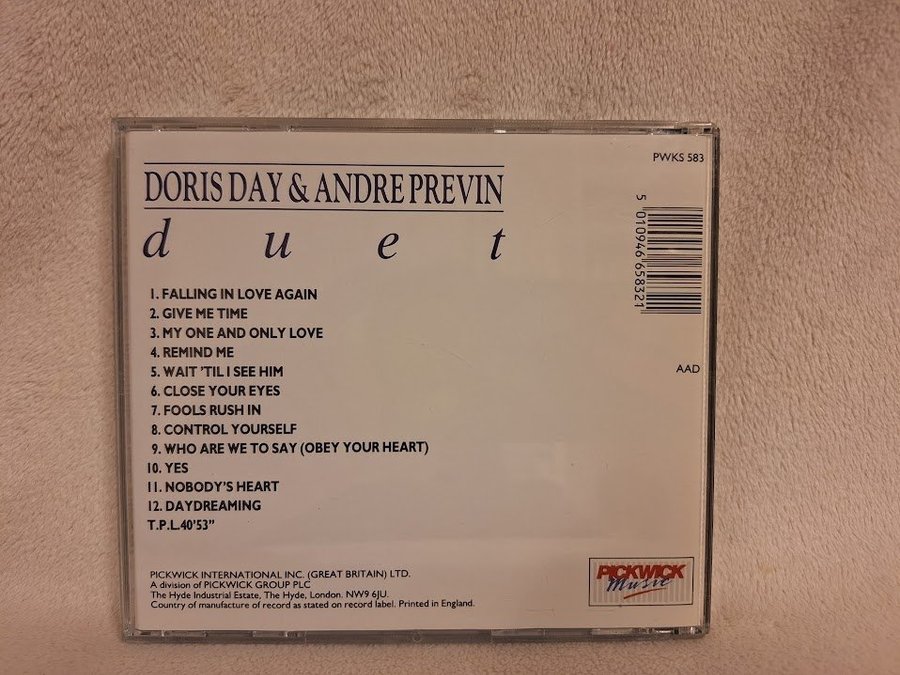 PWKS 583
DORIS DAY & ANDRE PREVIN
duet
5 010946 658321
1. FALLING IN LOVE AGAIN
2. GIVE ME TIME
3. MY ONE AND ONLY LOVE
4. REMIND ME
5. WAIT 'TIL I SEE HIM
6. CLOSE YOUR EYES
7. FOOLS RUSH IN
8. CONTROL YOURSELF
9. WHO ARE WE TO SAY (OBEY YOUR HEART)
10. YES
11. NOBODY'S HEART
12. DAYDREAMING
T.P.L.40'53"
AAD
PICKWICK INTERNATIONAL INC. (GREAT BRITAIN) LTD.
A division of PICKWICK GROUP PLC
The Hyde Industrial Estate, The Hyde, London. NW9 6JU.
Country of manufacture of record as stated on record label. Printed in England.
PICKWICK
Music